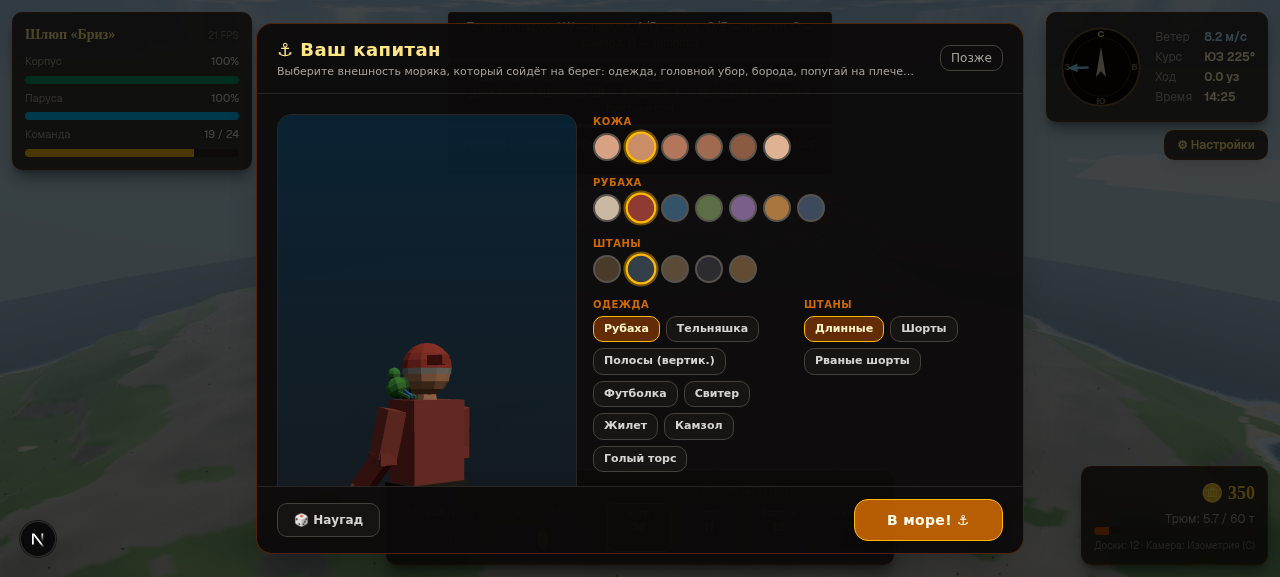 Шлюп «Бриз»
21 FPS
Корпус 100%
Паруса 100%
Команда 19 / 24
⚓ Ваш капитан
Выберите внешность моряка, который сойдёт на берег: одежда, головной убор, борода, попугай на плече…
Позже
КОЖА
РУБАХА
ШТАНЫ
ОДЕЖДА
Рубаха Тельняшка
Полосы (вертик.)
Футболка Свитер
Жилет Камзол
Голый торс
ШТАНЫ
Длинные Шорты
Рваные шорты
🎲 Наугад
В море! ⚓
С
З В
Ю
Ветер 8.2 м/с
Курс ЮЗ 225°
Ход 0.0 уз
Время 14:25
⚙ Настройки
350
Трюм: 5.7 / 60 т
Доски: 12 · Камера: Изометрия (C)
N